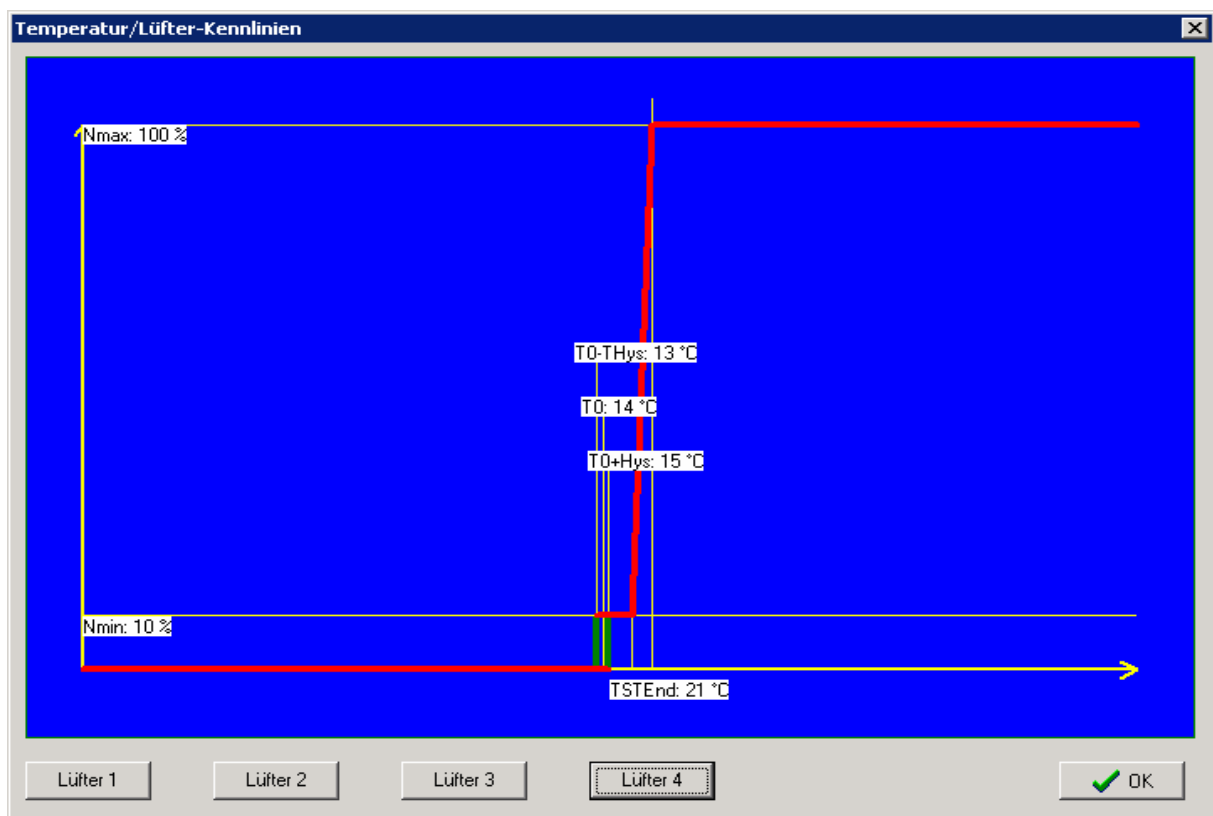 Temperatur/Lüfter-Kennlinien
Nmax: 100 %
T0-THys: 13 °C
T0: 14 °C
T0+Hys: 15 °C
Nmin: 10 %
TSTEnd: 21 °C
Lüfter 1
Lüfter 2
Lüfter 3
Lüfter 4
OK